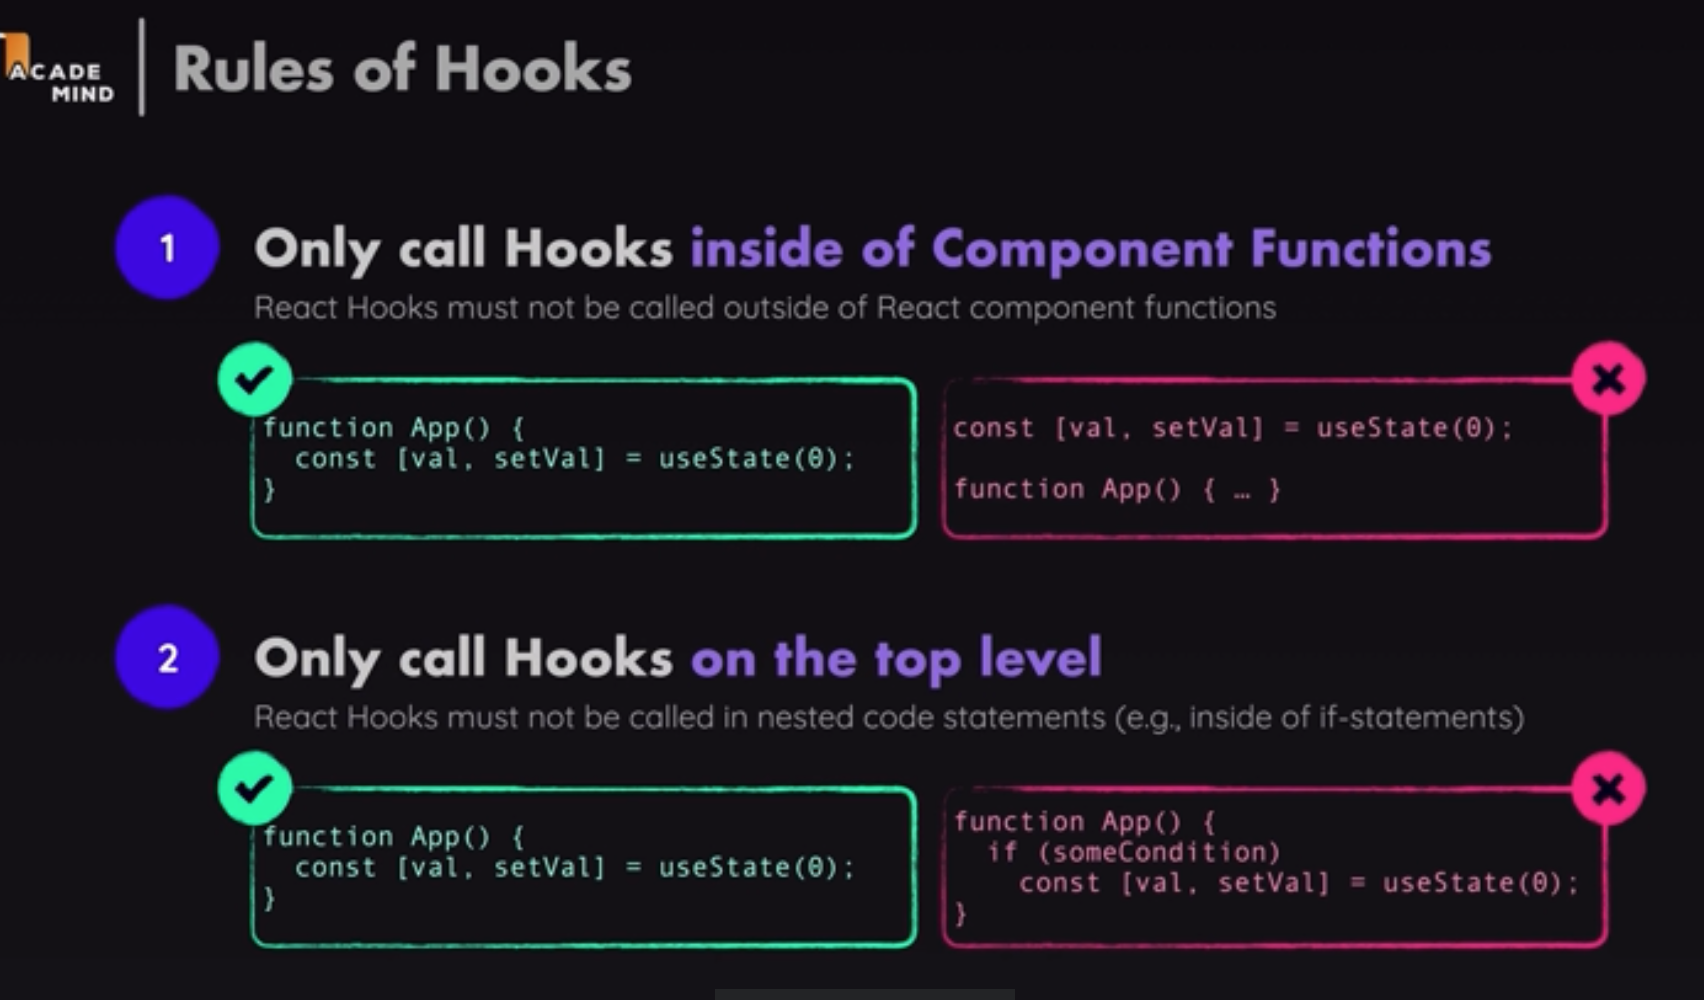 ACADE
MIND
Rules of Hooks
1
Only call Hooks inside of Component Functions
React Hooks must not be called outside of React component functions
function App() {
  const [val, setVal] = useState(0);
}
const [val, setVal] = useState(0);
function App() { … }
2
Only call Hooks on the top level
React Hooks must not be called in nested code statements (e.g., inside of if-statements)
function App() {
  const [val, setVal] = useState(0);
}
function App() {
  if (someCondition)
    const [val, setVal] = useState(0);
}